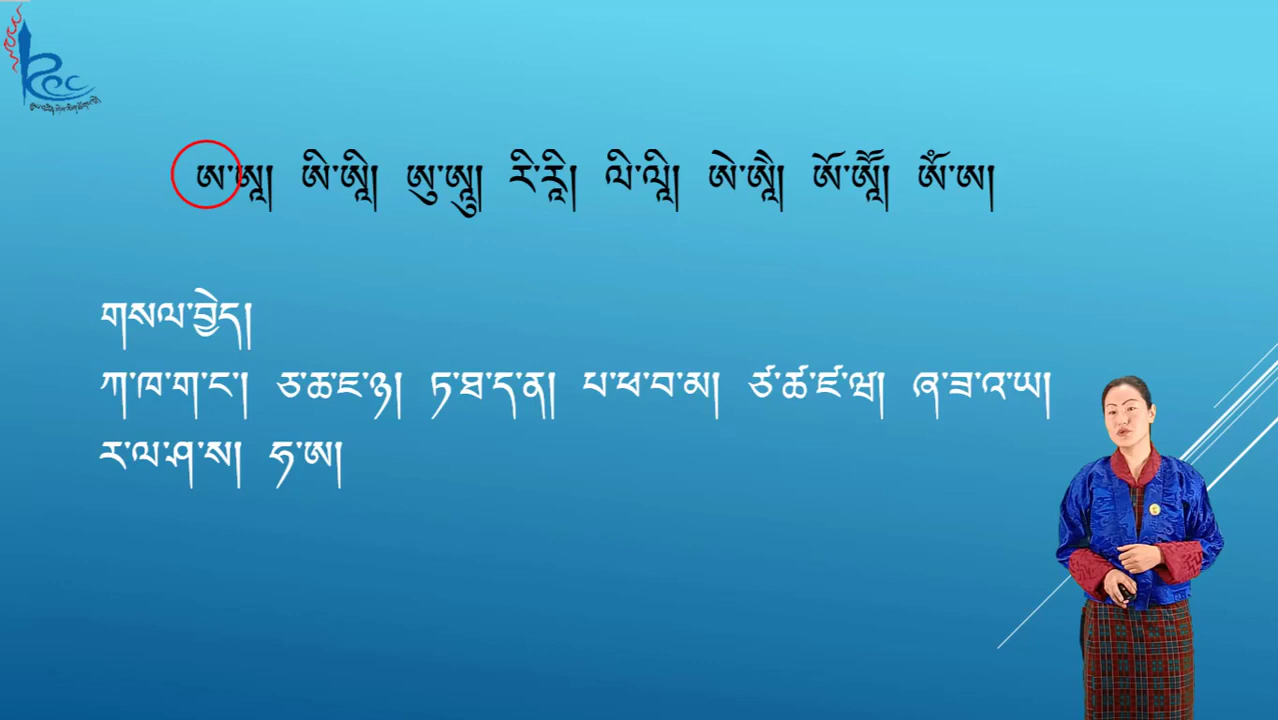 ཨ་ཨཱ། ཨི་ཨཱི། ཨུ་ཨཱུ། རི་རཱི། ལི་ལཱི། ཨེ་ཨཱེ། ཨོ་ཨཱོ། ཨོཾ་ཨ།
གསལ་བྱེད།
ཀ་ཁ་ག་ང་། ཅ་ཆ་ཇ་ཉ། ཏ་ཐ་ད་ན། པ་ཕ་བ་མ། ཙ་ཚ་ཛ་ཝ། ཞ་ཟ་འ་ཡ།
ར་ལ་ཤ་ས། ཧ་ཨ།